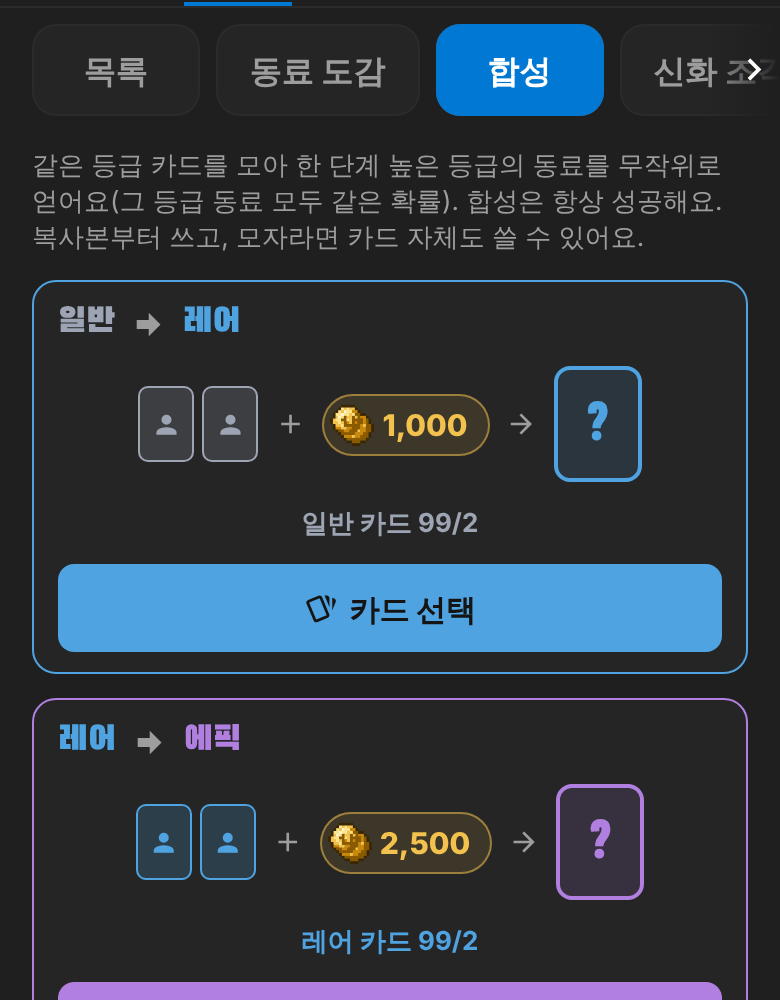 목록
동료 도감
합성
신화 조각
같은 등급 카드를 모아 한 단계 높은 등급의 동료를 무작위로
얻어요(그 등급 동료 모두 같은 확률). 합성은 항상 성공해요.
복사본부터 쓰고, 모자라면 카드 자체도 쓸 수 있어요.
일반 → 레어
+ 1,000 → ?
일반 카드 99/2
카드 선택
레어 → 에픽
+ 2,500 → ?
레어 카드 99/2